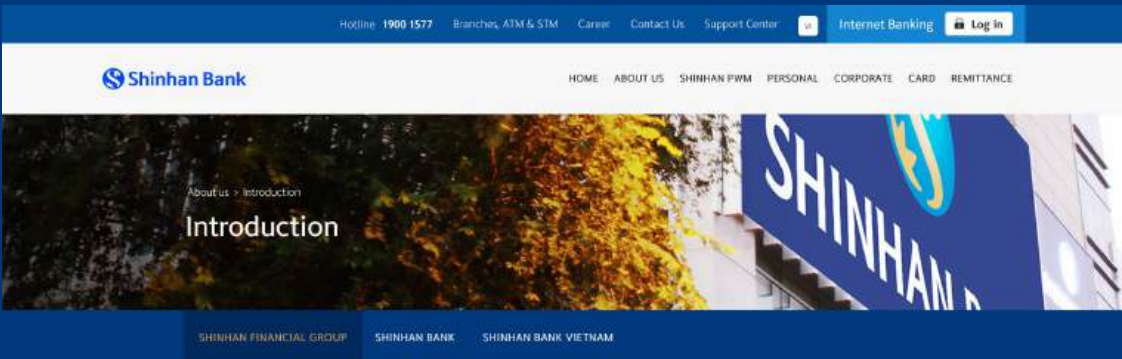 Hotline 1900 1577 Branches, ATM & STM Career Contact Us Support Center VI Internet Banking Log in
Shinhan Bank HOME ABOUT US SHINHAN PWM PERSONAL CORPORATE CARD REMITTANCE
About us > Introduction
Introduction
SHINHAN B
SHINHAN FINANCIAL GROUP SHINHAN BANK SHINHAN BANK VIETNAM